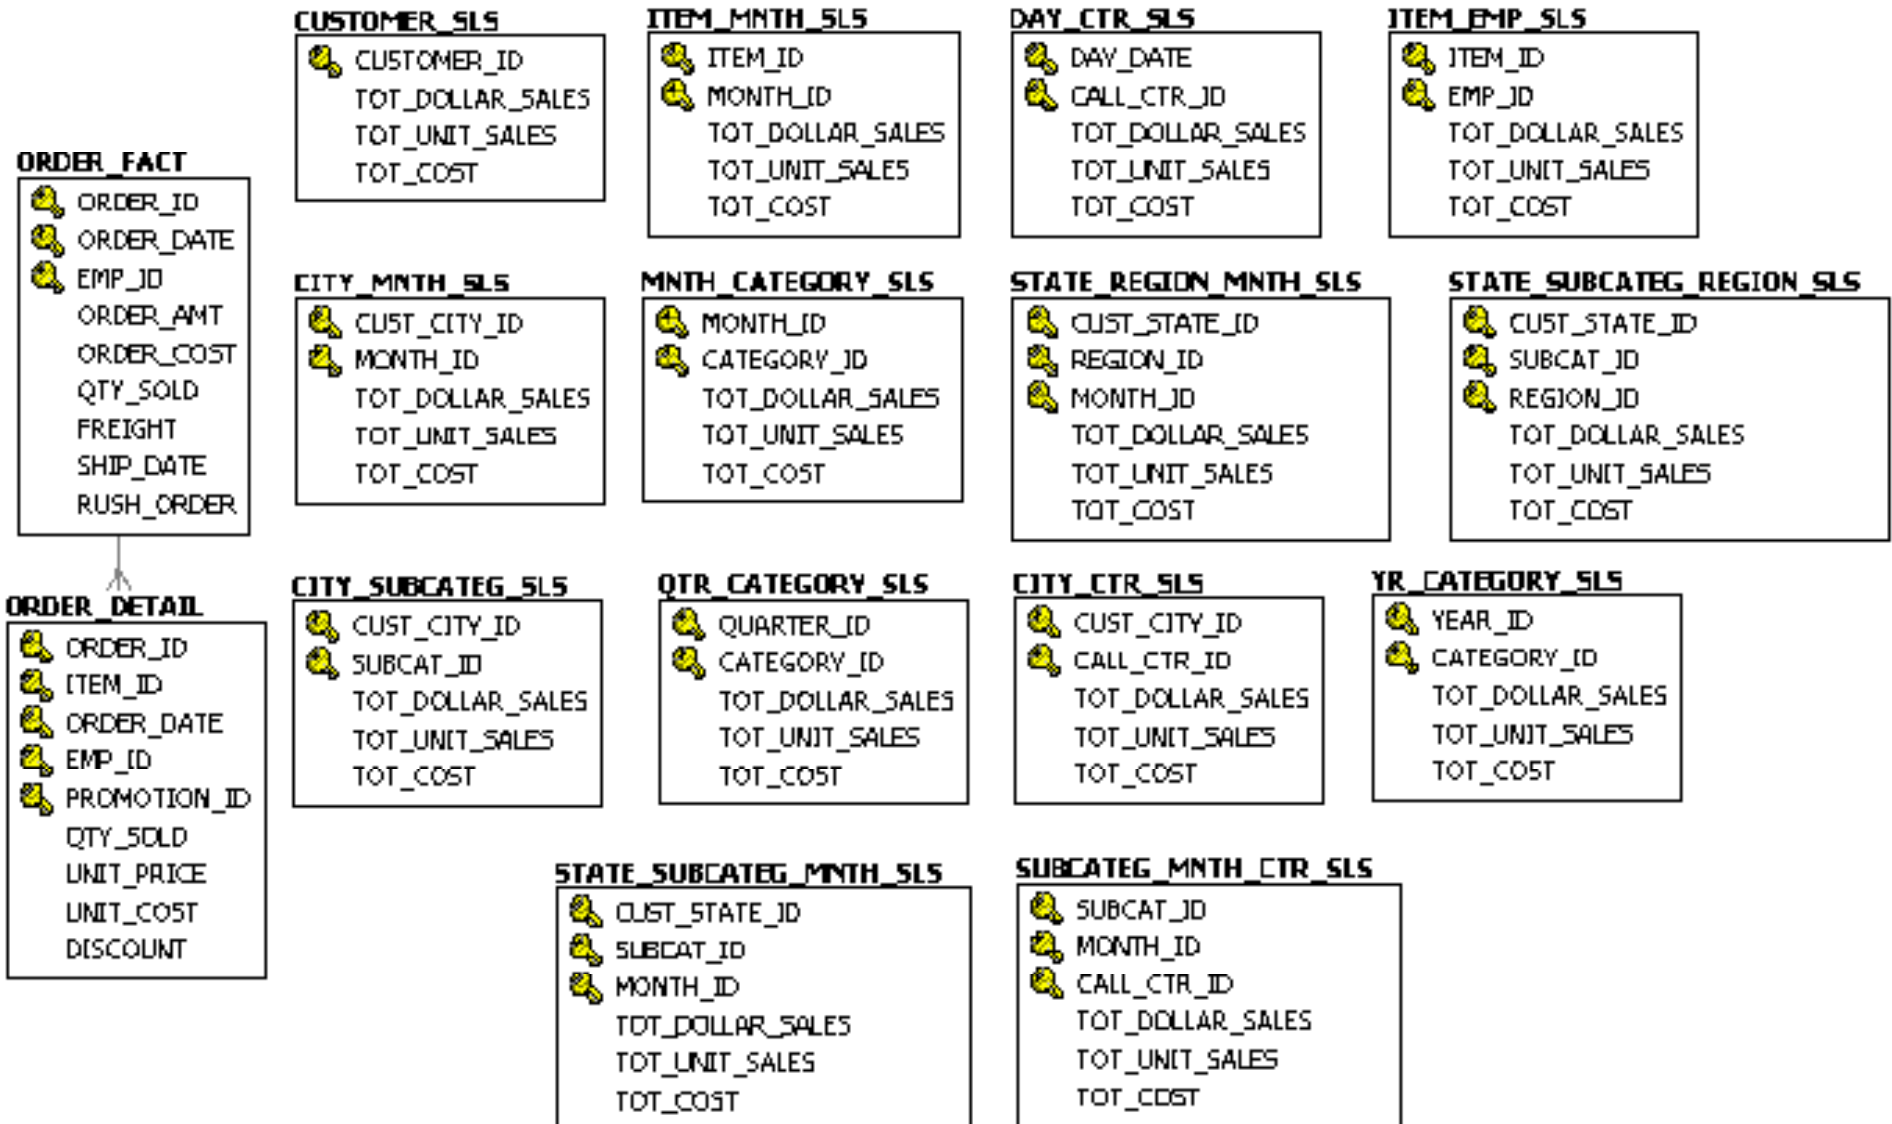 CUSTOMER_SLS
CUSTOMER_ID
TOT_DOLLAR_SALES
TOT_UNIT_SALES
TOT_COST
ITEM_MNTH_SLS
ITEM_ID
MONTH_ID
TOT_DOLLAR_SALES
TOT_UNIT_SALES
TOT_COST
DAY_CTR_SLS
DAY_DATE
CALL_CTR_ID
TOT_DOLLAR_SALES
TOT_UNIT_SALES
TOT_COST
ITEM_EMP_SLS
ITEM_ID
EMP_ID
TOT_DOLLAR_SALES
TOT_UNIT_SALES
TOT_COST
ORDER_FACT
ORDER_ID
ORDER_DATE
EMP_ID
ORDER_AMT
ORDER_COST
QTY_SOLD
FREIGHT
SHIP_DATE
RUSH_ORDER
CITY_MNTH_SLS
CUST_CITY_ID
MONTH_ID
TOT_DOLLAR_SALES
TOT_UNIT_SALES
TOT_COST
MNTH_CATEGORY_SLS
MONTH_ID
CATEGORY_ID
TOT_DOLLAR_SALES
TOT_UNIT_SALES
TOT_COST
STATE_REGION_MNTH_SLS
CUST_STATE_ID
REGION_ID
MONTH_ID
TOT_DOLLAR_SALES
TOT_UNIT_SALES
TOT_COST
STATE_SUBCATEG_REGION_SLS
CUST_STATE_ID
SUBCAT_ID
REGION_ID
TOT_DOLLAR_SALES
TOT_UNIT_SALES
TOT_COST
ORDER_DETAIL
ORDER_ID
ITEM_ID
ORDER_DATE
EMP_ID
PROMOTION_ID
QTY_SOLD
UNIT_PRICE
UNIT_COST
DISCOUNT
CITY_SUBCATEG_SLS
CUST_CITY_ID
SUBCAT_ID
TOT_DOLLAR_SALES
TOT_UNIT_SALES
TOT_COST
QTR_CATEGORY_SLS
QUARTER_ID
CATEGORY_ID
TOT_DOLLAR_SALES
TOT_UNIT_SALES
TOT_COST
CITY_CTR_SLS
CUST_CITY_ID
CALL_CTR_ID
TOT_DOLLAR_SALES
TOT_UNIT_SALES
TOT_COST
YR_CATEGORY_SLS
YEAR_ID
CATEGORY_ID
TOT_DOLLAR_SALES
TOT_UNIT_SALES
TOT_COST
STATE_SUBCATEG_MNTH_SLS
CUST_STATE_ID
SUBCAT_ID
MONTH_ID
TOT_DOLLAR_SALES
TOT_UNIT_SALES
TOT_COST
SUBCATEG_MNTH_CTR_SLS
SUBCAT_ID
MONTH_ID
CALL_CTR_ID
TOT_DOLLAR_SALES
TOT_UNIT_SALES
TOT_COST